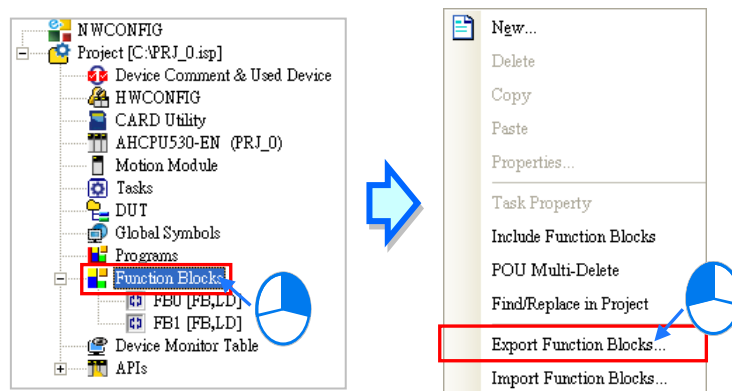 NWCONFIG
Project [C:\PRJ_0.isp]
Device Comment & Used Device
HWCONFIG
CARD Utility
AHCPU530-EN (PRJ_0)
Motion Module
Tasks
DUT
Global Symbols
Programs
Function Blocks
FB0 [FB,LD]
FB1 [FB,LD]
Device Monitor Table
APIs
New...
Delete
Copy
Paste
Properties...
Task Property
Include Function Blocks
POU Multi-Delete
Find/Replace in Project
Export Function Blocks...
Import Function Blocks...